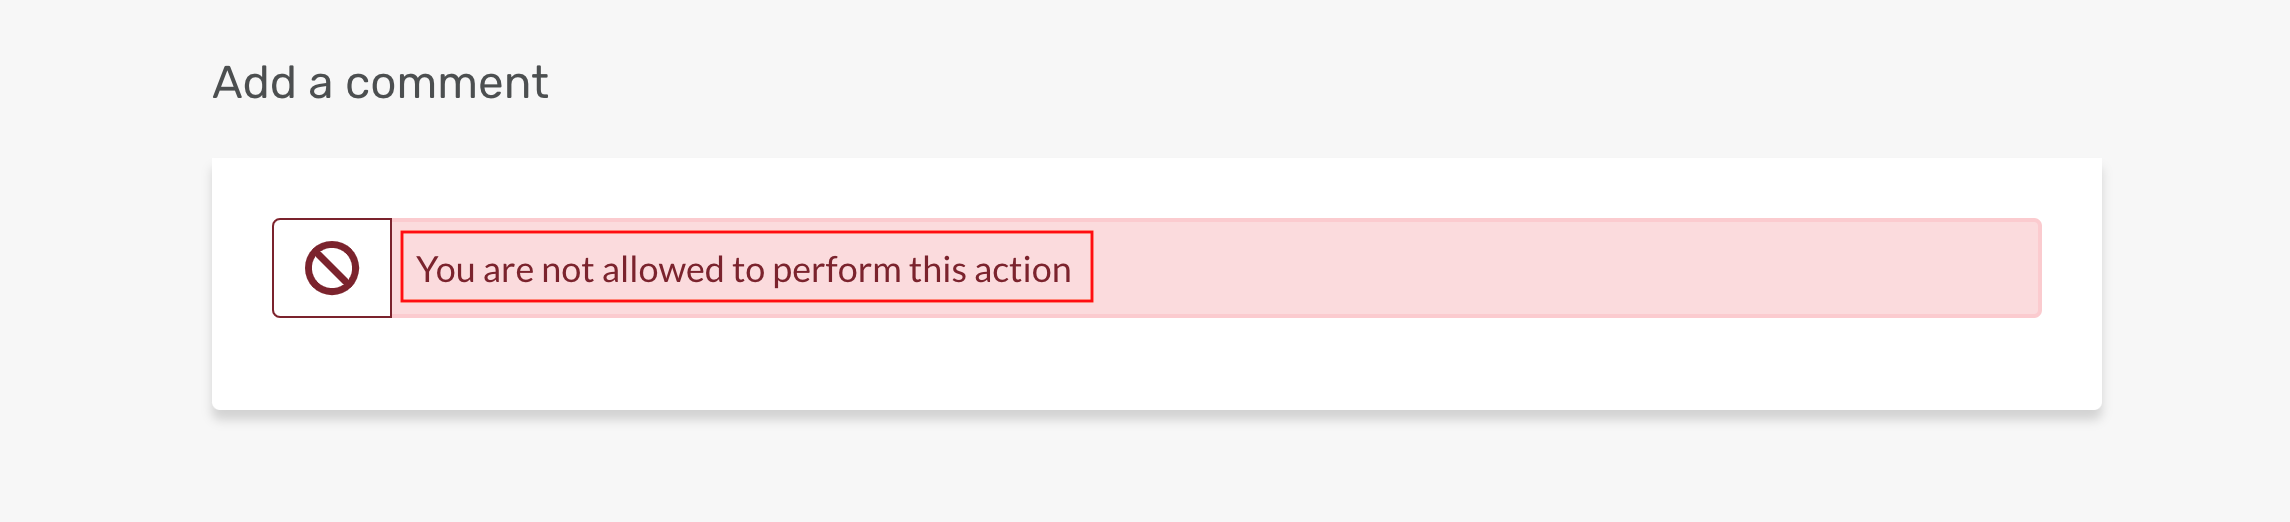 Add a comment
You are not allowed to perform this action